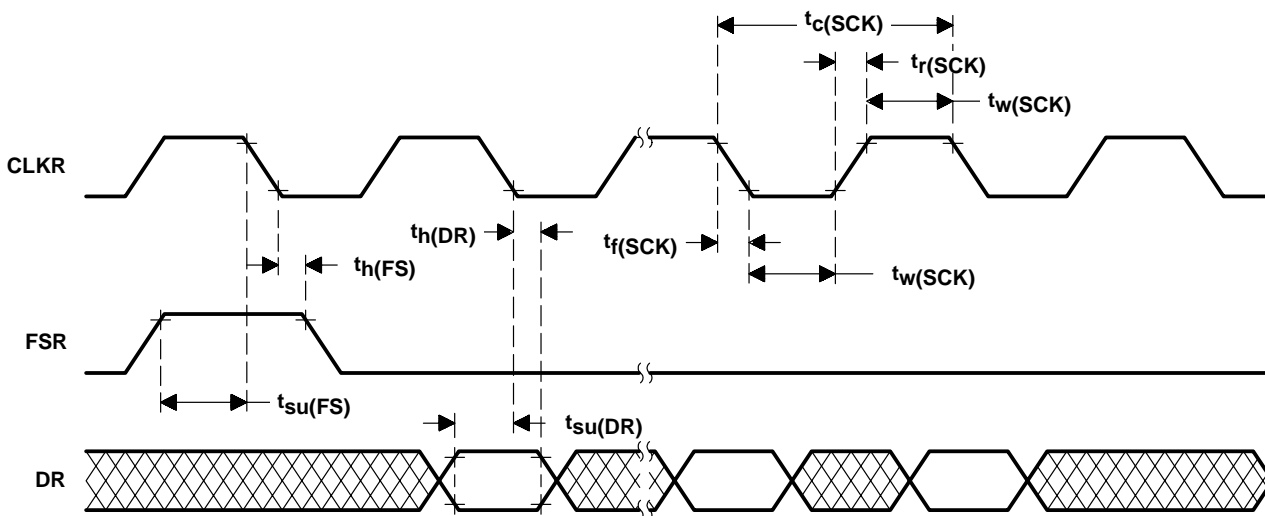 tc(SCK)
tr(SCK)
tw(SCK)
CLKR
th(DR)
tf(SCK)
th(FS)
tw(SCK)
FSR
tsu(FS)
tsu(DR)
DR